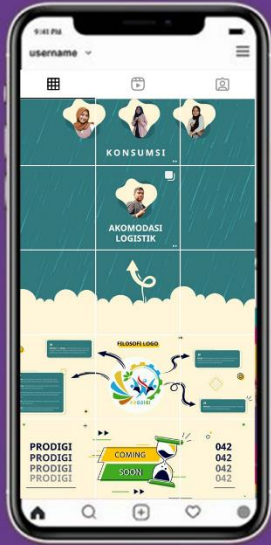 9:41 PM
username
KONSUMSI
AKOMODASI
LOGISTIK
FILOSOFI LOGO
PRODIGI
PRODIGI 042
PRODIGI 042
PRODIGI 042
PRODIGI 042
COMING
SOON